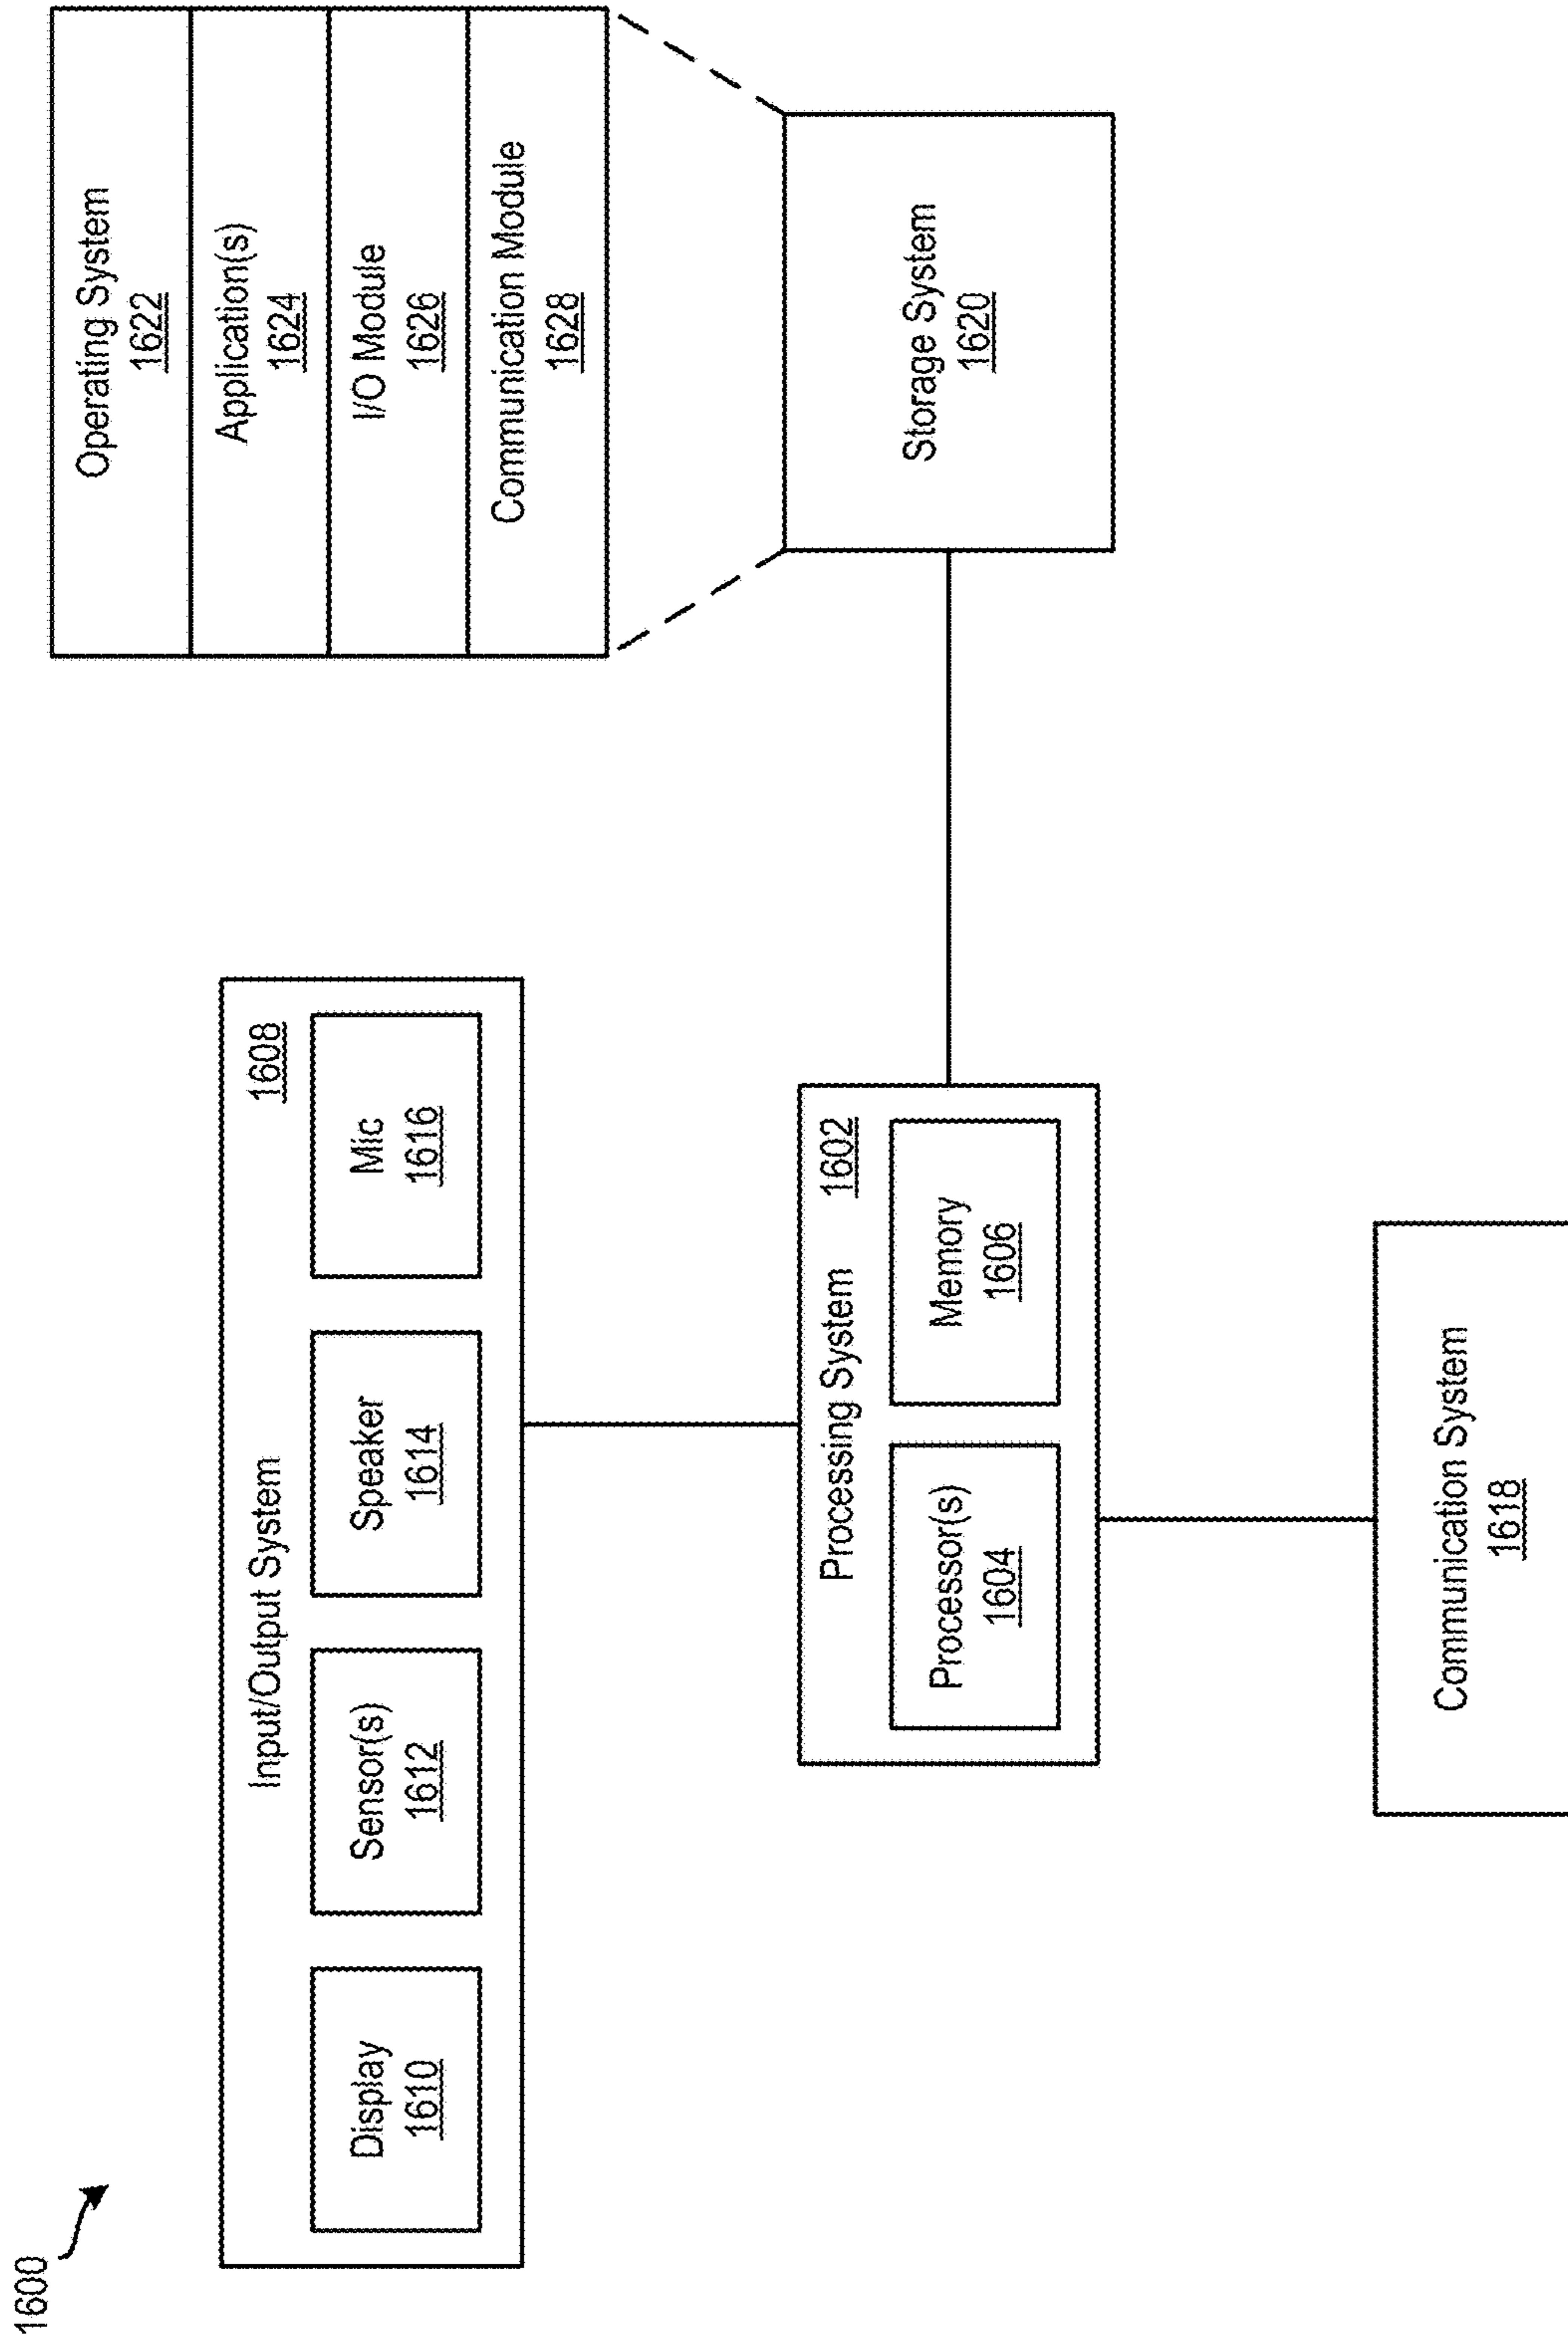 1600
Input/Output System
1608
Display
1610
Sensor(s)
1612
Speaker
1614
Mic
1616
Processing System
1602
Processor(s)
1604
Memory
1606
Communication System
1618
Operating System
1622
Application(s)
1624
I/O Module
1626
Communication Module
1628
Storage System
1620